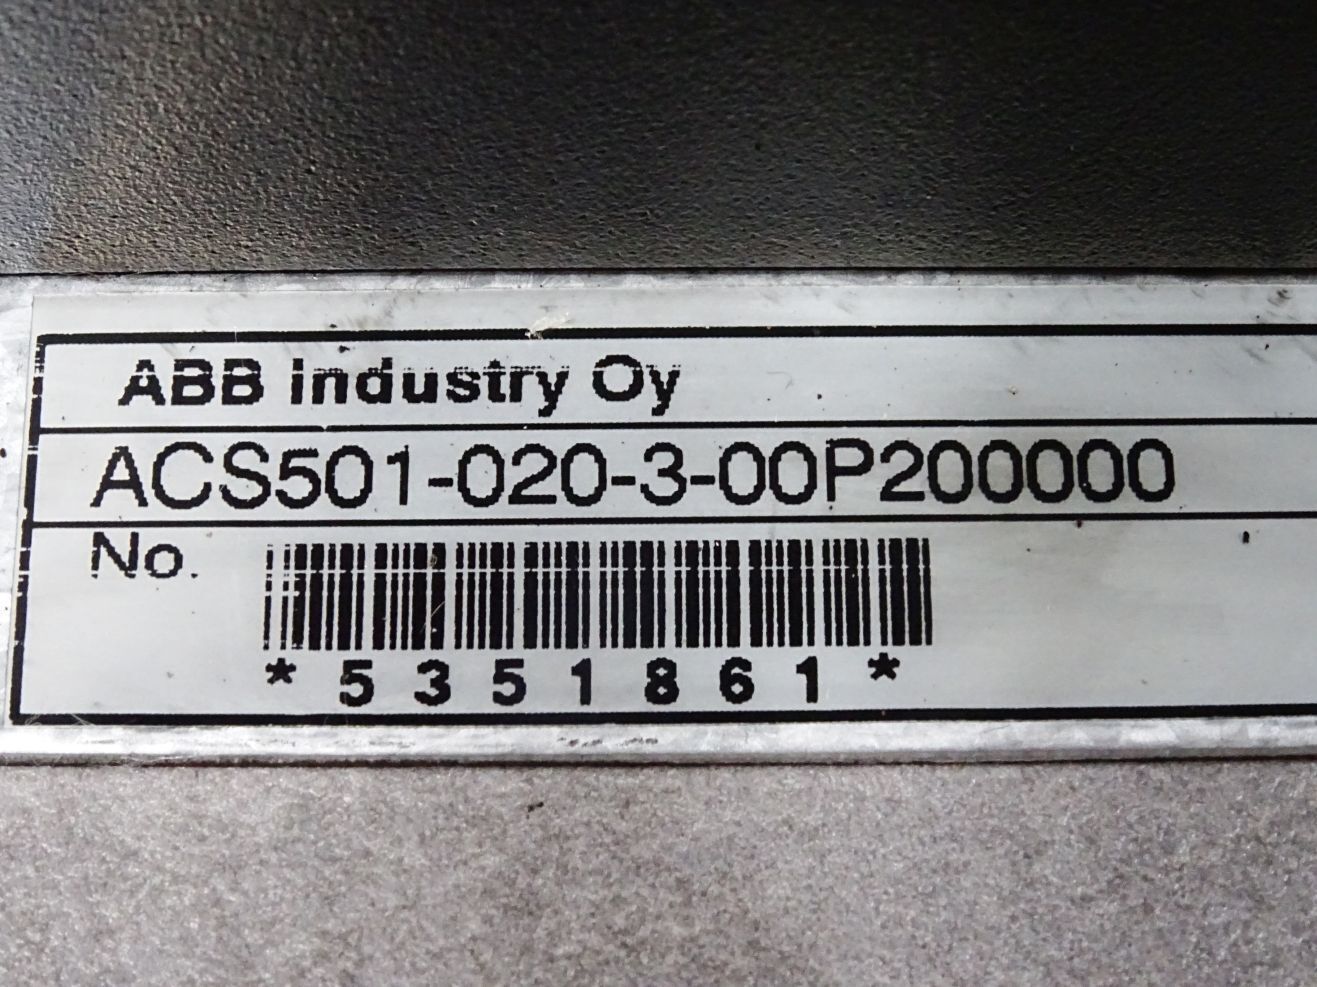 ABB Industry Oy
ACS501-020-3-00P200000
No.
*5351861*